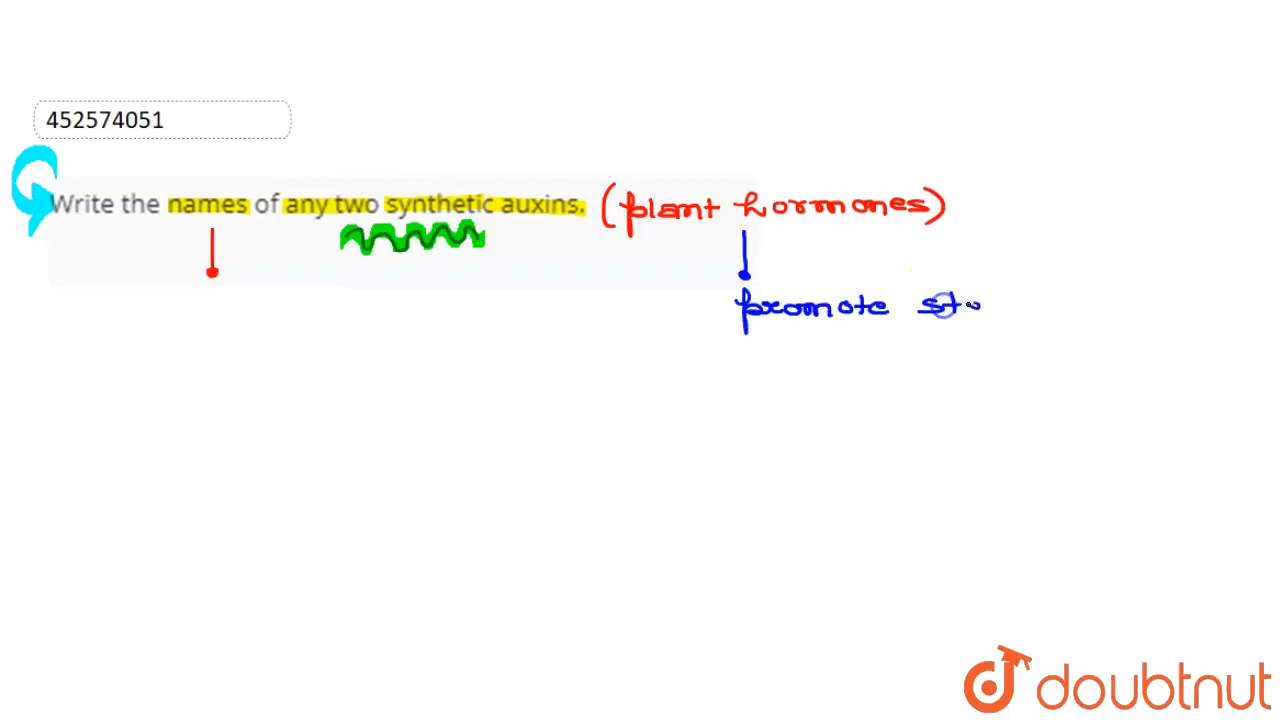 452574051
Write the names of any two synthetic auxins. (plant hormones)
promote
doubtnut